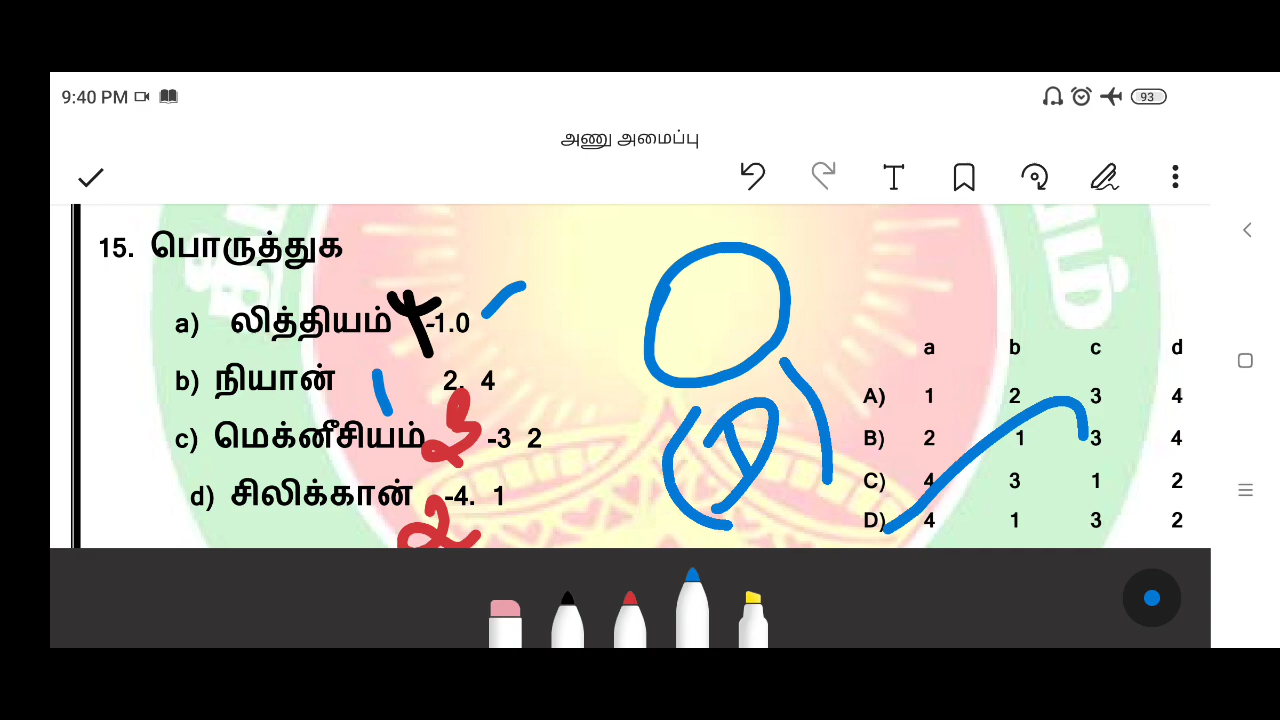 9:40 PM
93
அணு அமைப்பு
15. பொருத்துக
a) லித்தியம் -1.0
b) நியான் 2. 4
c) மெக்னீசியம் -3 2
d) சிலிக்கான் -4. 1
a b c d
A) 1 2 3 4
B) 2 1 3 4
C) 4 3 1 2
D) 4 1 3 2